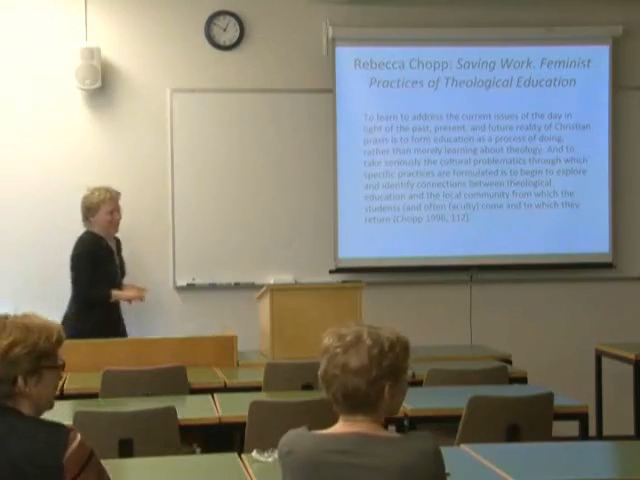 Rebecca Chopp: Saving Work. Feminist
Practices of Theological Education
To learn to address the current issues of the day in
light of the past, present, and future reality of Christian
praxis is to form education as a process of doing,
rather than merely learning about theology. And to
take seriously the cultural problematics through which
specific practices are formulated is to begin to explore
and identify connections between theological
education and the local community from which the
students (and often faculty) come and to which they
return (Chopp 1996, 112).